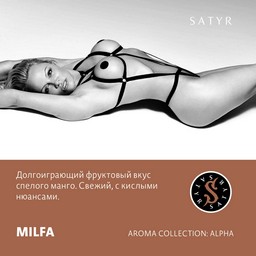 SATYR
Долгоиграющий фруктовый вкус
спелого манго. Свежий, с кислыми
нюансами.
MILFA
AROMA COLLECTION: ALPHA